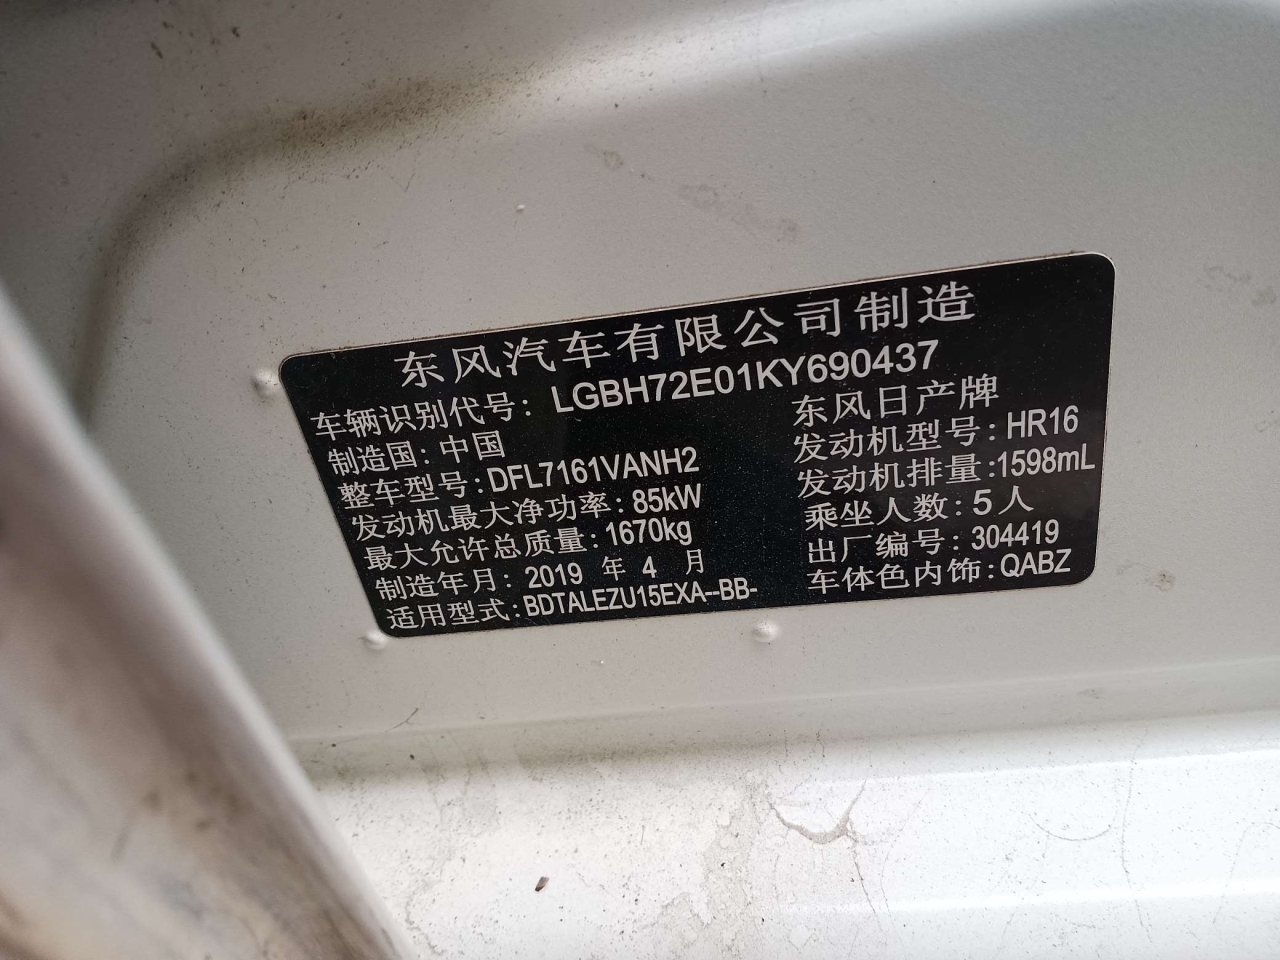 东风汽车有限公司制造
车辆识别代号: LGBH72E01KY690437
制造国: 中国 东风日产牌
整车型号: DFL7161VANH2 发动机型号: HR16
发动机最大净功率: 85kW 发动机排量: 1598mL
最大允许总质量: 1670kg 乘坐人数: 5人
制造年月: 2019 年 4 月 出厂编号: 304419
适用型式: BDTALEZU15EXA--BB- 车体色内饰: QABZ